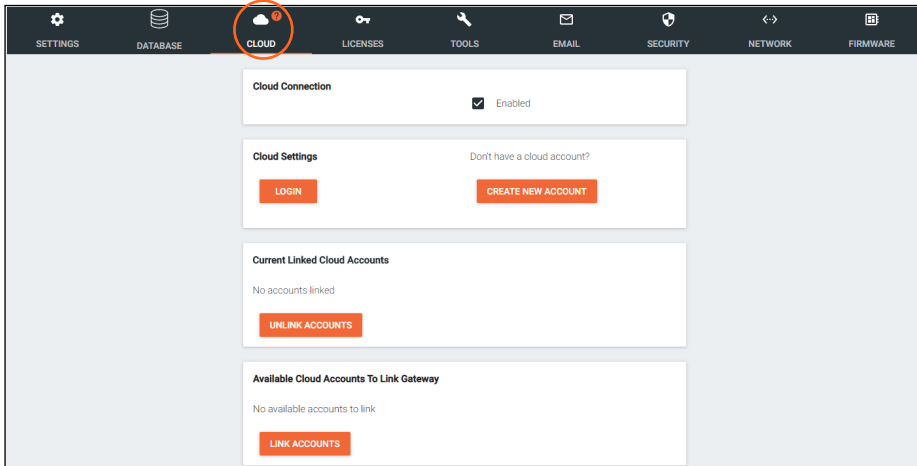 ?
SETTINGS DATABASE CLOUD LICENSES TOOLS EMAIL SECURITY NETWORK FIRMWARE
Cloud Connection
Enabled
Cloud Settings Don't have a cloud account?
LOGIN CREATE NEW ACCOUNT
Current Linked Cloud Accounts
No accounts linked
UNLINK ACCOUNTS
Available Cloud Accounts To Link Gateway
No available accounts to link
LINK ACCOUNTS